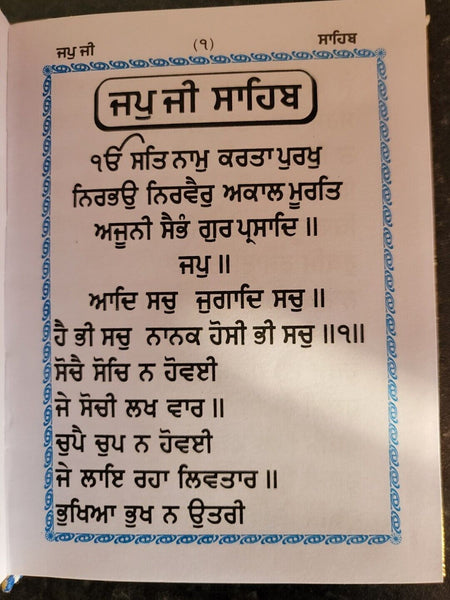 ਜਪੁ ਜੀ (੧) ਸਾਹਿਬ
ਜਪੁ ਜੀ ਸਾਹਿਬ
ੴ ਸਤਿ ਨਾਮੁ ਕਰਤਾ ਪੁਰਖੁ
ਨਿਰਭਉ ਨਿਰਵੈਰੁ ਅਕਾਲ ਮੂਰਤਿ
ਅਜੂਨੀ ਸੈਭੰ ਗੁਰ ਪ੍ਰਸਾਦਿ ॥
ਜਪੁ ॥
ਆਦਿ ਸਚੁ ਜੁਗਾਦਿ ਸਚੁ ॥
ਹੈ ਭੀ ਸਚੁ ਨਾਨਕ ਹੋਸੀ ਭੀ ਸਚੁ ॥੧॥
ਸੋਚੈ ਸੋਚਿ ਨ ਹੋਵਈ
ਜੇ ਸੋਚੀ ਲਖ ਵਾਰ ॥
ਚੁਪੈ ਚੁਪ ਨ ਹੋਵਈ
ਜੇ ਲਾਇ ਰਹਾ ਲਿਵਤਾਰ ॥
ਭੁਖਿਆ ਭੁਖ ਨ ਉਤਰੀ